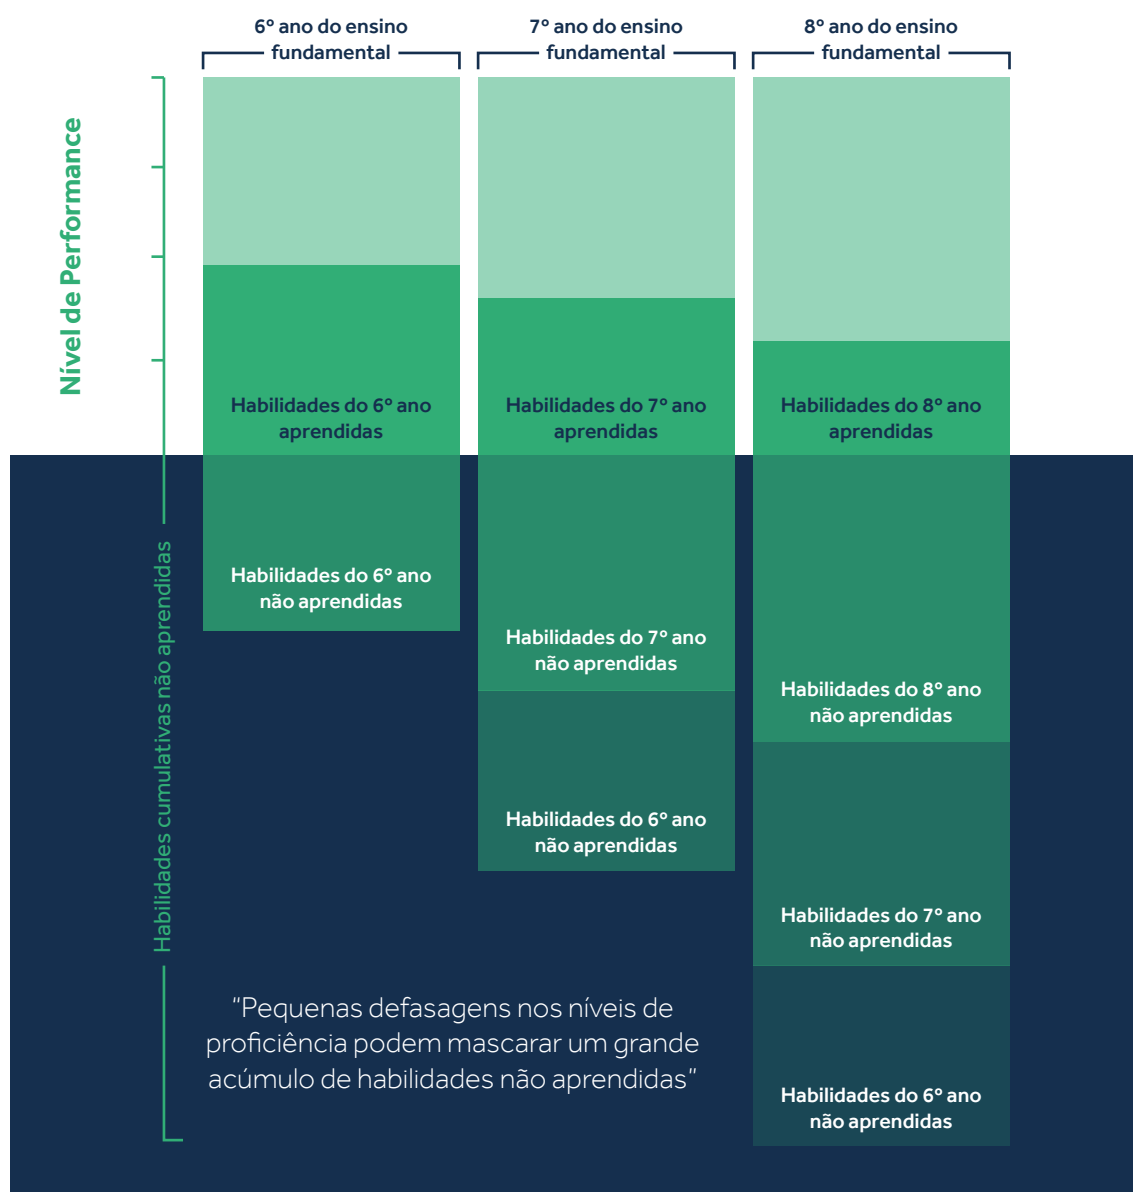 6º ano do ensino
fundamental
7º ano do ensino
fundamental
8º ano do ensino
fundamental
Nível de Performance
Habilidades do 6º ano
aprendidas
Habilidades do 7º ano
aprendidas
Habilidades do 8º ano
aprendidas
Habilidades cumulativas não aprendidas
Habilidades do 6º ano
não aprendidas
Habilidades do 7º ano
não aprendidas
Habilidades do 8º ano
não aprendidas
Habilidades do 6º ano
não aprendidas
Habilidades do 7º ano
não aprendidas
"Pequenas defasagens nos níveis de
proficiência podem mascarar um grande
acúmulo de habilidades não aprendidas"
Habilidades do 6º ano
não aprendidas